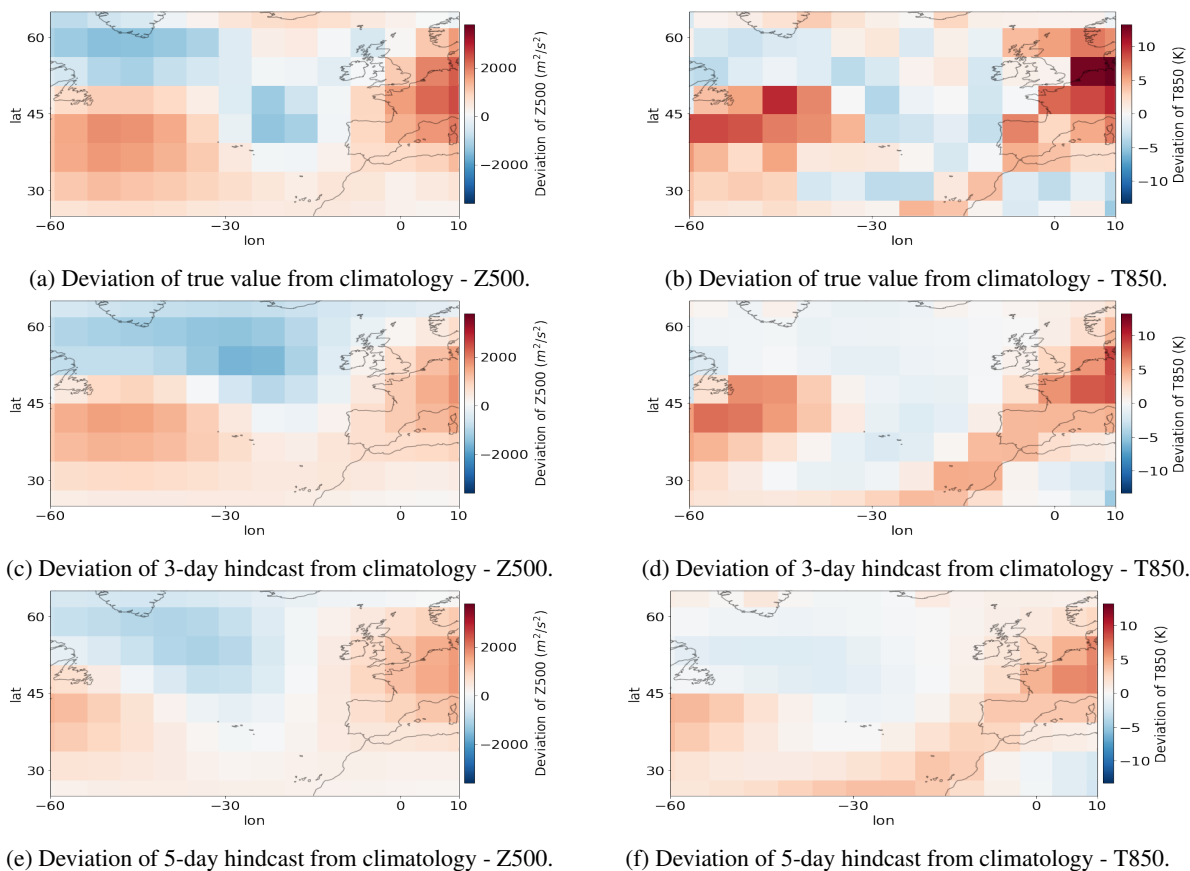 60
45
30
lat
−60
−30
0
10
lon
2000
0
−2000
Deviation of Z500 (m²/s²)
60
45
30
lat
−60
−30
0
10
lon
10
5
0
−5
−10
Deviation of T850 (K)
(a) Deviation of true value from climatology - Z500.
(b) Deviation of true value from climatology - T850.
60
45
30
lat
−60
−30
0
10
lon
2000
0
−2000
Deviation of Z500 (m²/s²)
60
45
30
lat
−60
−30
0
10
lon
10
5
0
−5
−10
Deviation of T850 (K)
(c) Deviation of 3-day hindcast from climatology - Z500.
(d) Deviation of 3-day hindcast from climatology - T850.
60
45
30
lat
−60
−30
0
10
lon
2000
0
−2000
Deviation of Z500 (m²/s²)
60
45
30
lat
−60
−30
0
10
lon
10
5
0
−5
−10
Deviation of T850 (K)
(e) Deviation of 5-day hindcast from climatology - Z500.
(f) Deviation of 5-day hindcast from climatology - T850.